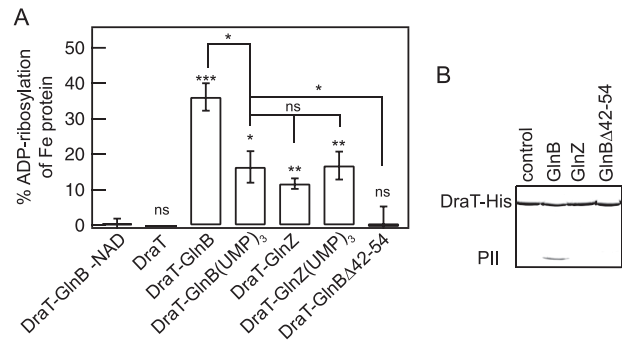 A
% ADP-ribosylation
of Fe protein
50
40
30
20
10
0
*
*
ns
ns
***
*
**
**
ns
DraT-GlnB -NAD
DraT
DraT-GlnB
DraT-GlnB(UMP)₃
DraT-GlnZ
DraT-GlnZ(UMP)₃
DraT-GlnBΔ42-54
B
control
GlnB
GlnZ
GlnBΔ42-54
DraT-His
PII